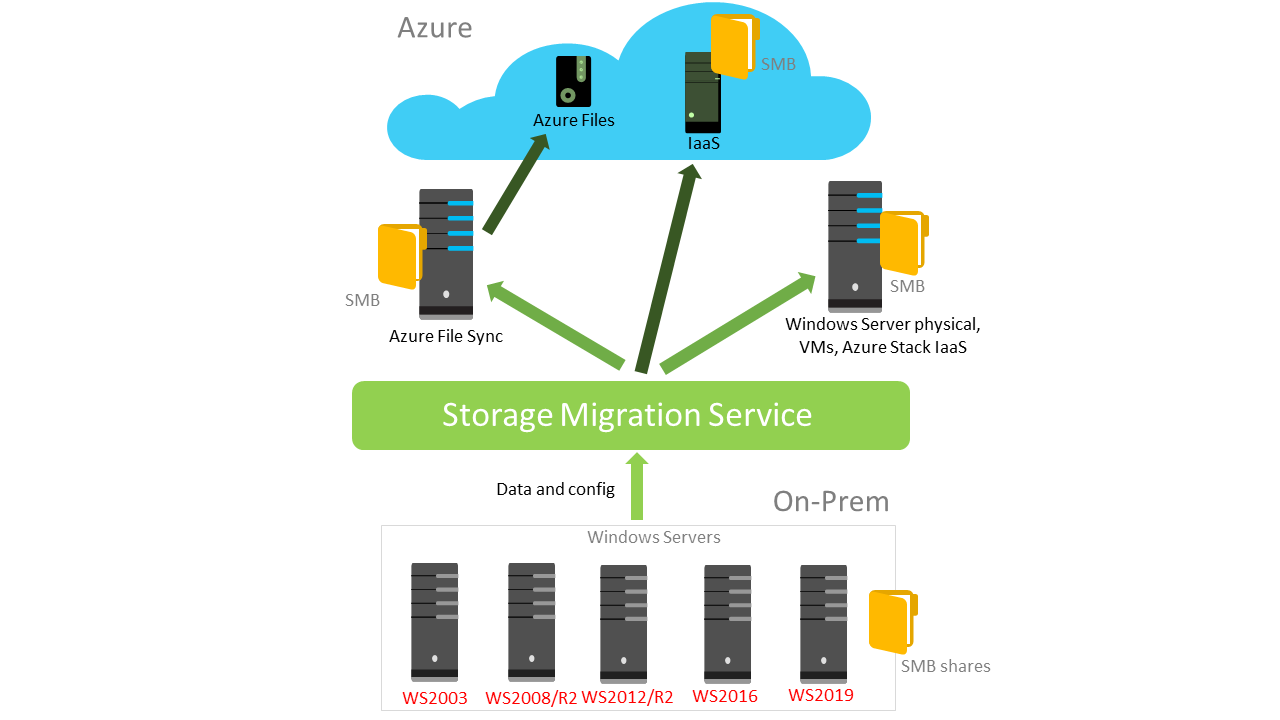 Azure
SMB
Azure Files
IaaS
SMB
Azure File Sync
SMB
Windows Server physical,
VMs, Azure Stack IaaS
Storage Migration Service
Data and config
On-Prem
Windows Servers
SMB shares
WS2003
WS2008/R2
WS2012/R2
WS2016
WS2019